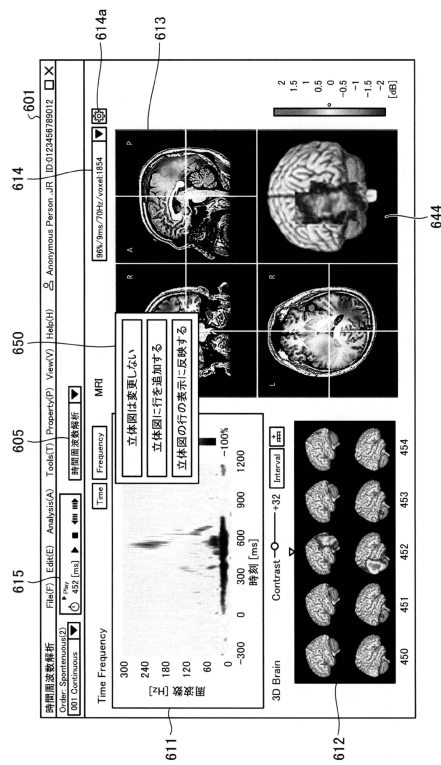 601
時間周波数解析
File(F) Edit(E) Analysis(A) Tools(T) Property(P) View(V) Help(H) Anonymous Person .JR ID:0123456789012
615
605
650
614
614a
Order: Spontenuous(2)
001 Continuous
Play
452 [ms]
時間周波数解析
Time Frequency
Time
Frequency
MRI
96%/9ms/70Hz/voxel:1854
立体図は変更しない
立体図に行を追加する
立体図の行の表示に反映する
周波数 [Hz]
300
240
180
120
60
0
-300
0
300
600
900
1200
時刻 [ms]
-100%
611
R
A
P
L
R
613
3D Brain
Contrast
+32
Interval
450
451
452
453
454
612
2
1.5
1
0.5
0
-0.5
-1
-1.5
-2
[dB]
644